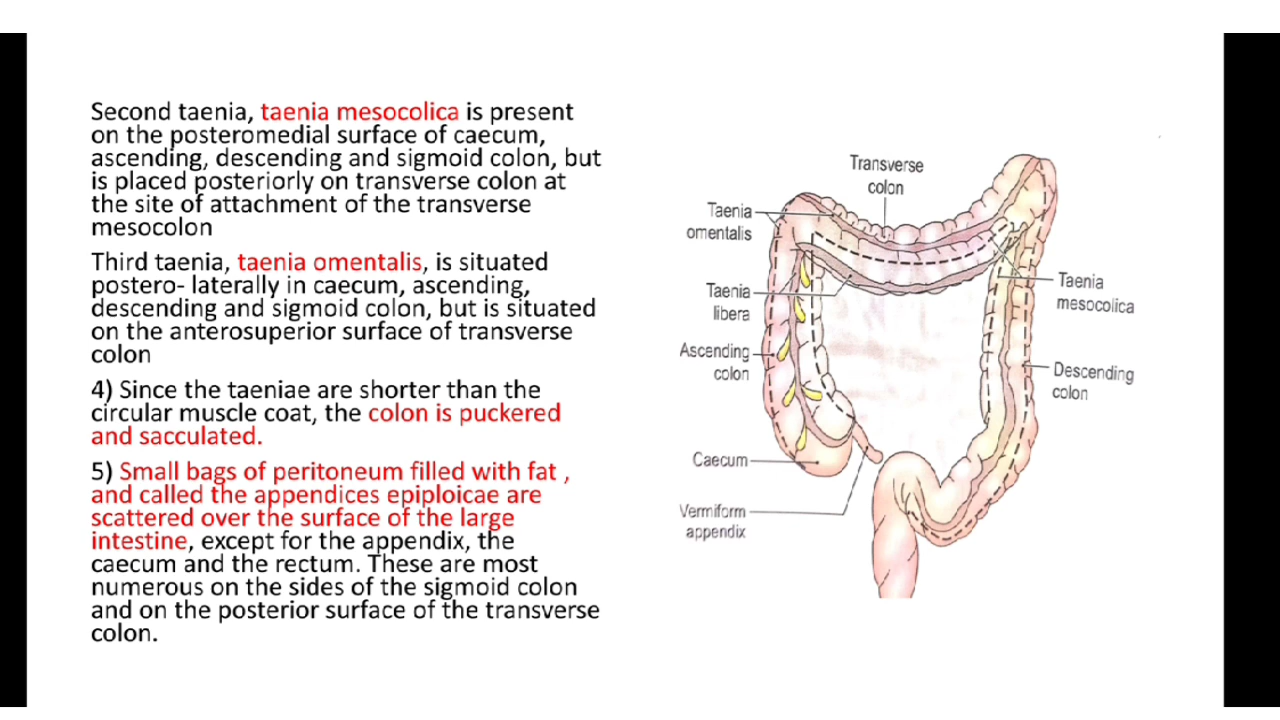 Second taenia, taenia mesocolica is present
on the posteromedial surface of caecum,
ascending, descending and sigmoid colon, but
is placed posteriorly on transverse colon at
the site of attachment of the transverse
mesocolon
Third taenia, taenia omentalis, is situated
postero- laterally in caecum, ascending,
descending and sigmoid colon, but is situated
on the anterosuperior surface of transverse
colon
4) Since the taeniae are shorter than the
circular muscle coat, the colon is puckered
and sacculated.
5) Small bags of peritoneum filled with fat ,
and called the appendices epiploicae are
scattered over the surface of the large
intestine, except for the appendix, the
caecum and the rectum. These are most
numerous on the sides of the sigmoid colon
and on the posterior surface of the transverse
colon.
Transverse
colon
Taenia
omentalis
Taenia
libera
Ascending
colon
Caecum
Vermiform
appendix
Taenia
mesocolica
Descending
colon